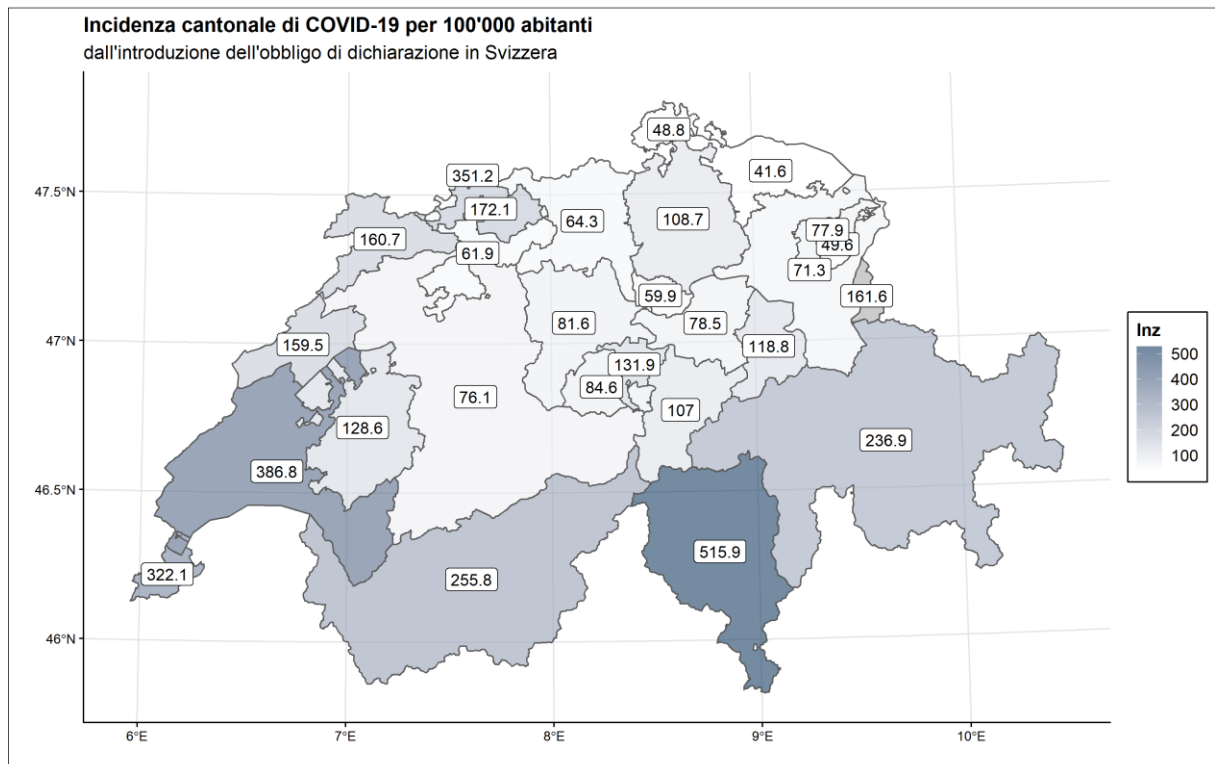 Incidenza cantonale di COVID-19 per 100'000 abitanti
dall'introduzione dell'obbligo di dichiarazione in Svizzera
48.8
41.6
351.2
172.1
64.3
108.7
77.9
49.6
160.7
61.9
71.3
59.9
161.6
81.6
78.5
159.5
118.8
131.9
84.6
76.1
107
128.6
236.9
386.8
515.9
322.1
255.8
47.5°N
47°N
46.5°N
46°N
6°E
7°E
8°E
9°E
10°E
Inz
500
400
300
200
100